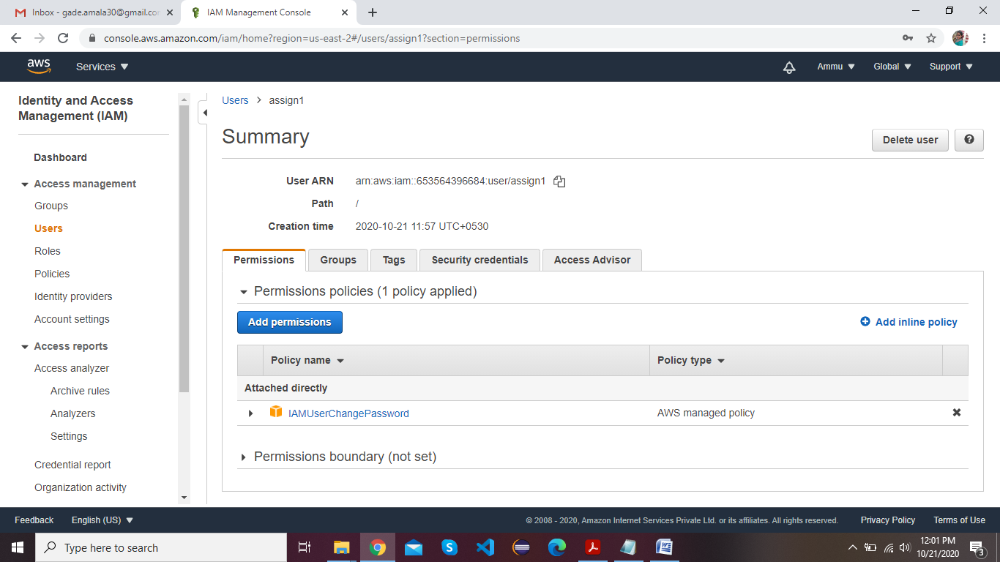 Inbox - gade.amala30@gmail.cor
IAM Management Console
console.aws.amazon.com/iam/home?region=us-east-2#/users/assign1?section=permissions
aws
Services
Ammu
Global
Support
Identity and Access
Management (IAM)
Dashboard
Access management
Groups
Users
Roles
Policies
Identity providers
Account settings
Access reports
Access analyzer
Archive rules
Analyzers
Settings
Credential report
Organization activity
Users > assign1
Summary
Delete user
?
User ARN arn:aws:iam::653564396684:user/assign1
Path /
Creation time 2020-10-21 11:57 UTC+0530
Permissions Groups Tags Security credentials Access Advisor
Permissions policies (1 policy applied)
Add permissions
Add inline policy
Policy name Policy type
Attached directly
IAMUserChangePassword AWS managed policy
Permissions boundary (not set)
Feedback English (US)
© 2008 - 2020, Amazon Internet Services Private Ltd. or its affiliates. All rights reserved. Privacy Policy Terms of Use
Type here to search
12:01 PM
10/21/2020
3